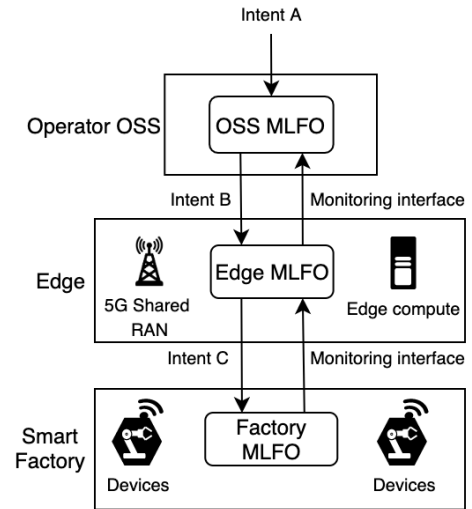 Intent A
Operator OSS
OSS MLFO
Intent B
Monitoring interface
Edge
5G Shared
RAN
Edge MLFO
Edge compute
Intent C
Monitoring interface
Smart
Factory
Devices
Factory
MLFO
Devices